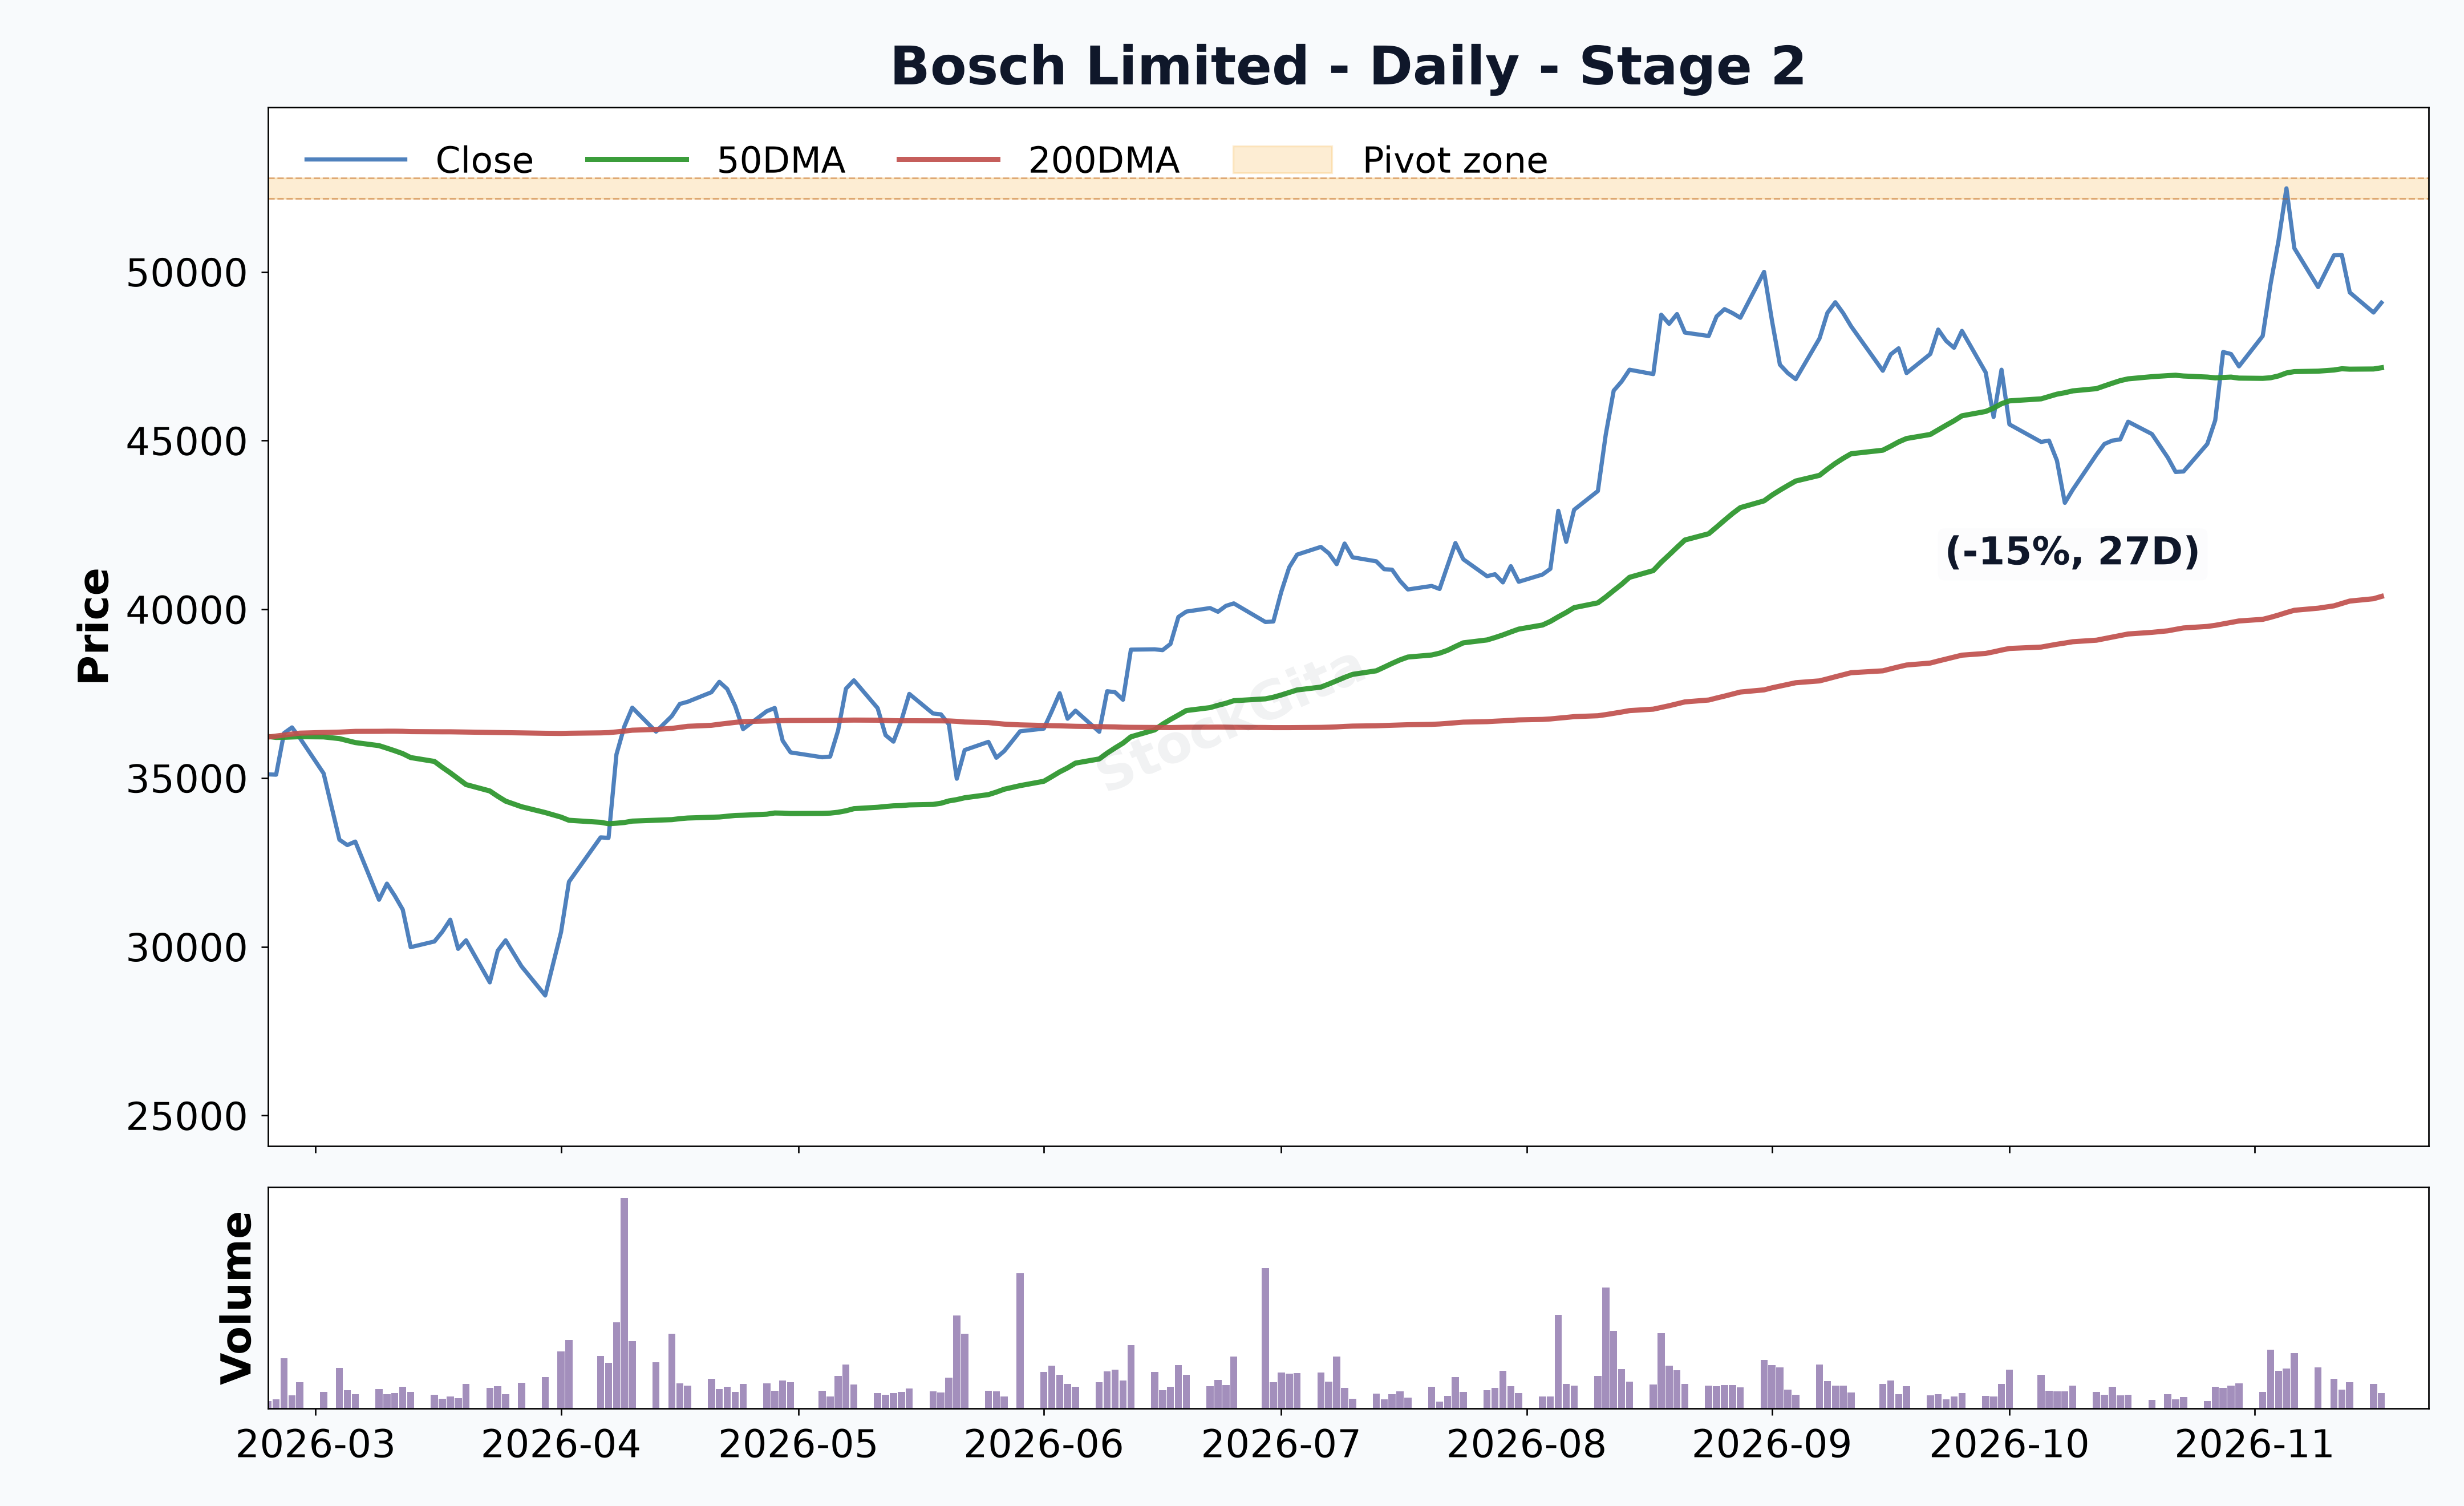 Bosch Limited - Daily - Stage 2
Close 50DMA 200DMA Pivot zone
50000
45000
40000
35000
30000
25000
Price
(-15%, 27D)
StockGita
Volume
2026-03 2026-04 2026-05 2026-06 2026-07 2026-08 2026-09 2026-10 2026-11